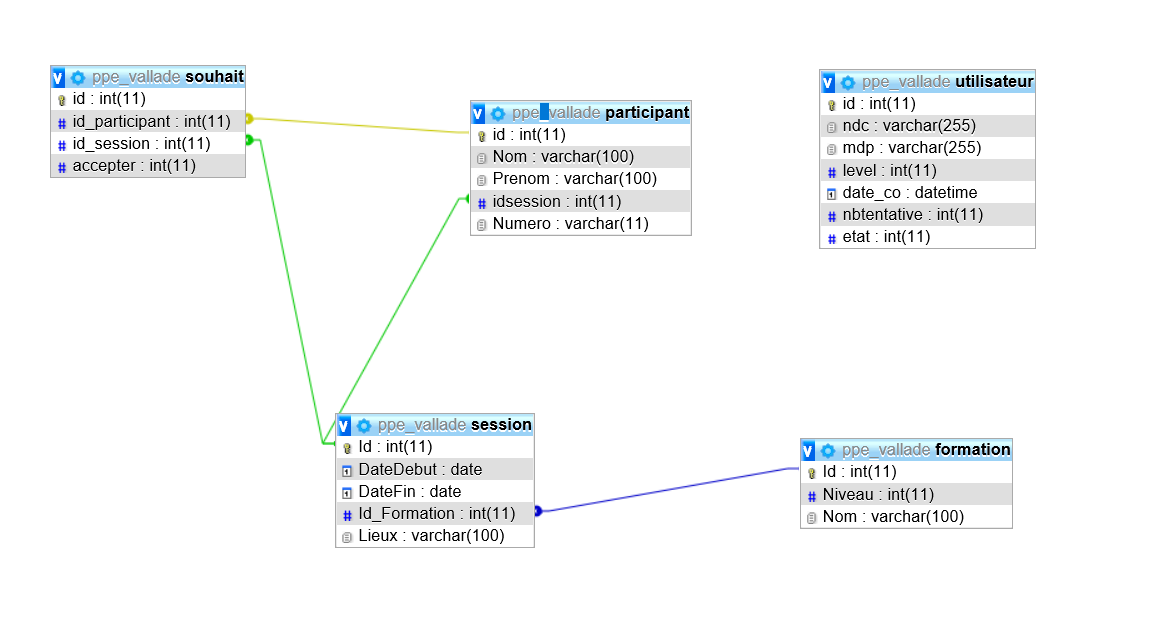 ppe_vallade souhait
id : int(11)
id_participant : int(11)
id_session : int(11)
accepter : int(11)
ppe_vallade participant
id : int(11)
Nom : varchar(100)
Prenom : varchar(100)
idsession : int(11)
Numero : varchar(11)
ppe_vallade utilisateur
id : int(11)
ndc : varchar(255)
mdp : varchar(255)
level : int(11)
date_co : datetime
nbtentative : int(11)
etat : int(11)
ppe_vallade session
Id : int(11)
DateDebut : date
DateFin : date
Id_Formation : int(11)
Lieux : varchar(100)
ppe_vallade formation
Id : int(11)
Niveau : int(11)
Nom : varchar(100)